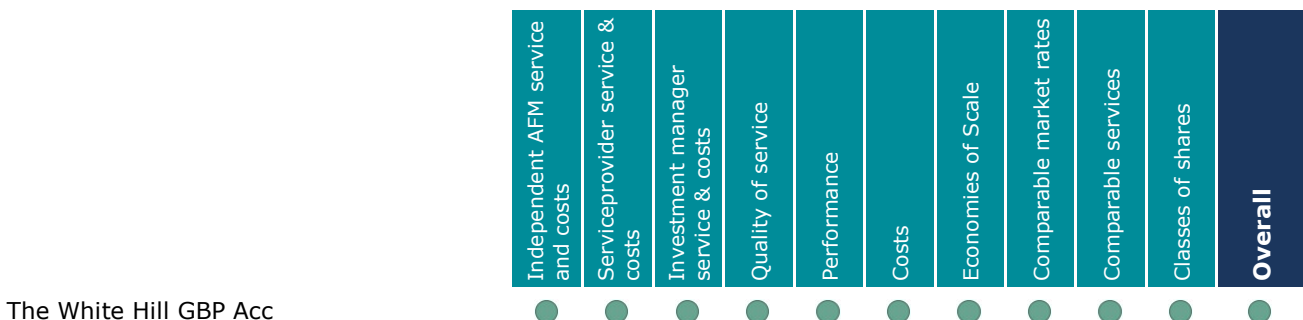 Independent AFM service
and costs
Serviceprovider service &
costs
Investment manager
service & costs
Quality of service
Performance
Costs
Economies of Scale
Comparable market rates
Comparable services
Classes of shares
Overall
The White Hill GBP Acc